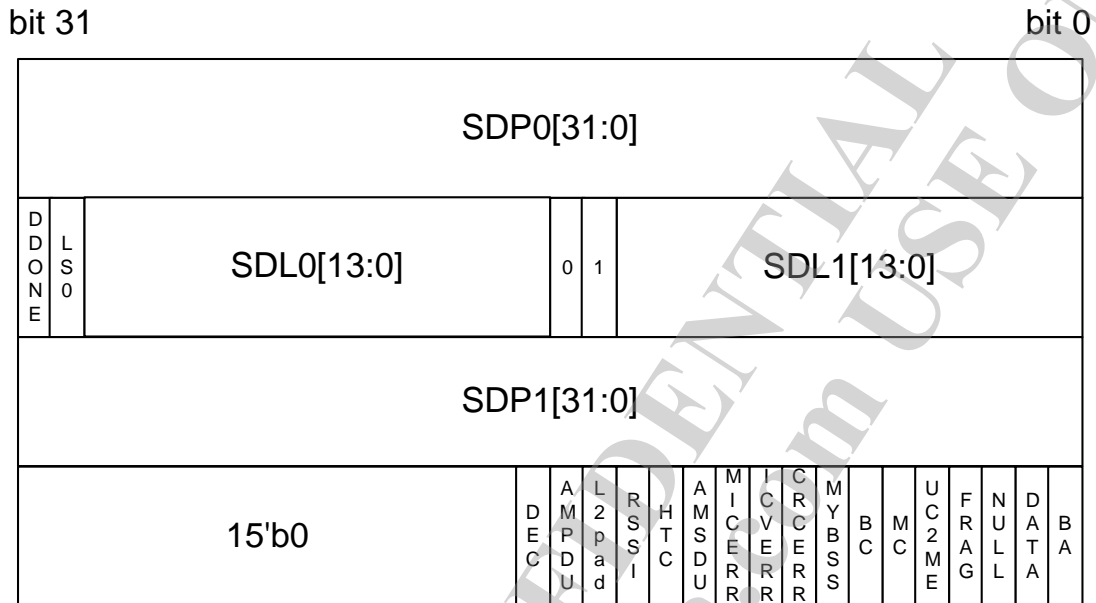 bit 31 bit 0
SDP0[31:0]
DDONE LS0 SDL0[13:0] 0 1 SDL1[13:0]
SDP1[31:0]
15'b0 DEC AMPDU L2pad RSSI HTC AMSDU MICERR ICVERR CRCERR MYBSS BC MC UC2ME FRAG NULL DATA BA